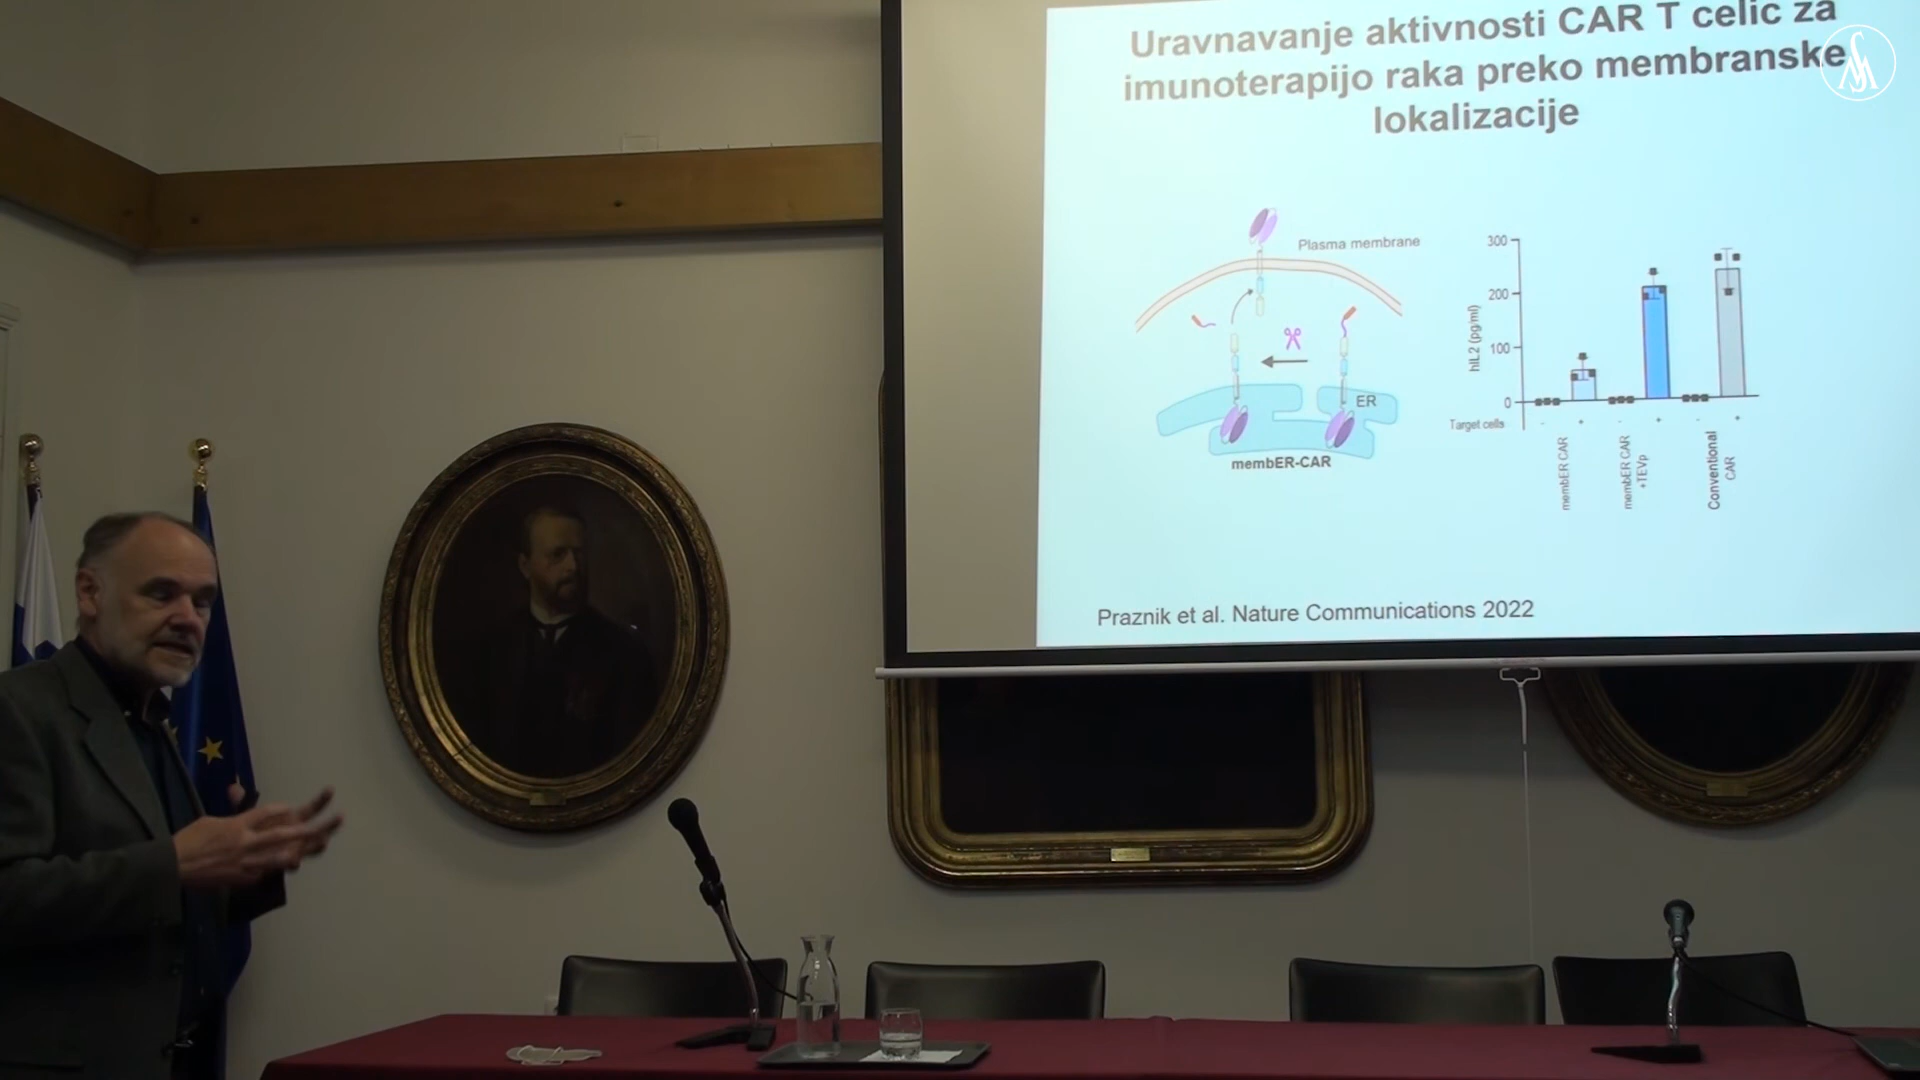 Uravnavanje aktivnosti CAR T celic za
imunoterapijo raka preko membranske
lokalizacije
Plasma membrane
ER
membER-CAR
hIL2 (pg/ml)
300
200
100
0
Target cells
- + - + - +
membER CAR
membER CAR
+TEVp
Conventional
CAR
Praznik et al. Nature Communications 2022